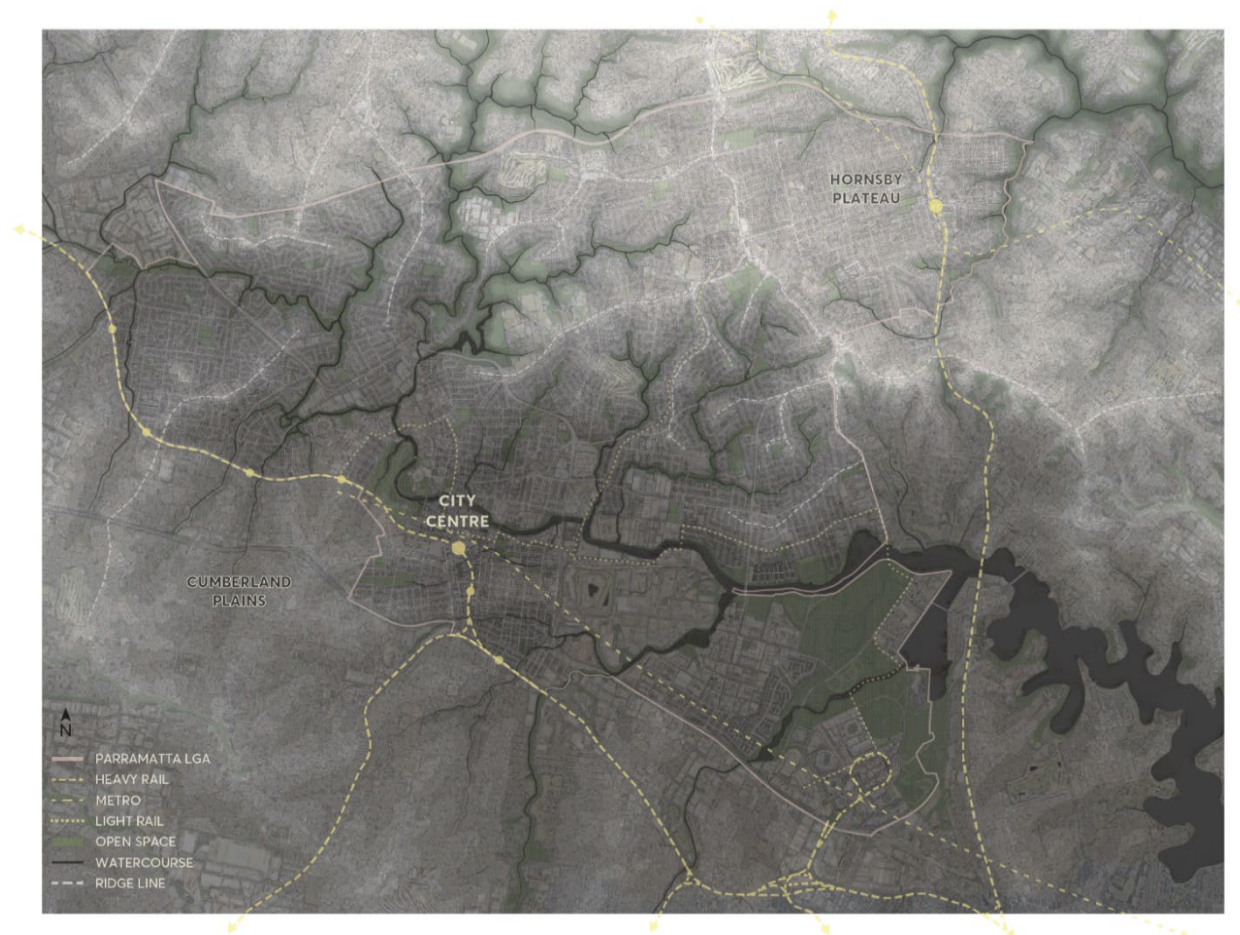 HORNSBY
PLATEAU
CITY
CENTRE
CUMBERLAND
PLAINS
N
PARRAMATTA LGA
HEAVY RAIL
METRO
LIGHT RAIL
OPEN SPACE
WATERCOURSE
RIDGE LINE